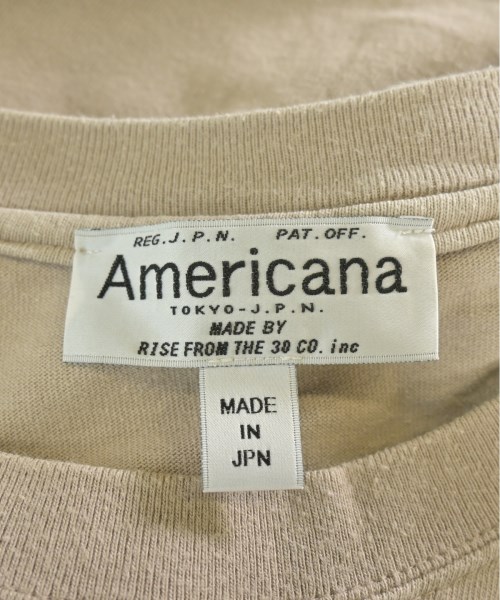 REG.J.P.N. PAT.OFF.
Americana
TOKYO-J.P.N.
MADE BY
RISE FROM THE 30 CO. inc
MADE
IN
JPN